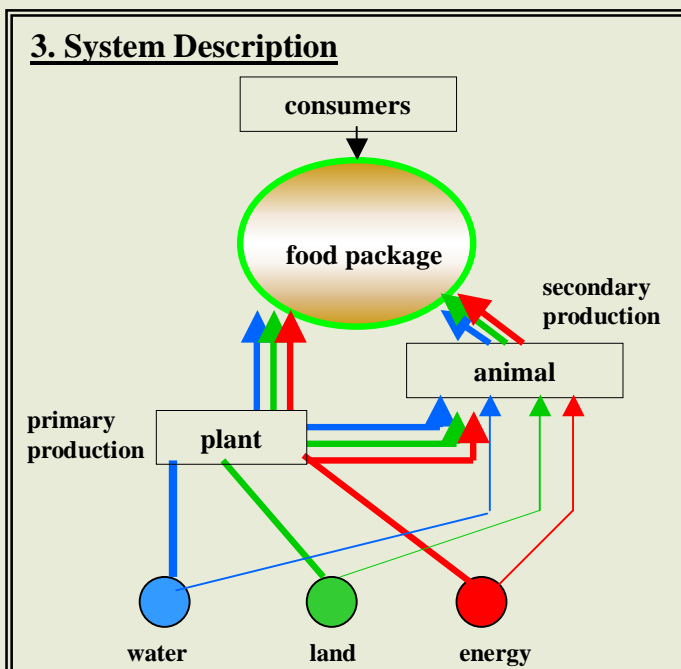 3. System Description
consumers
food package
secondary
production
animal
primary
production
plant
water
land
energy